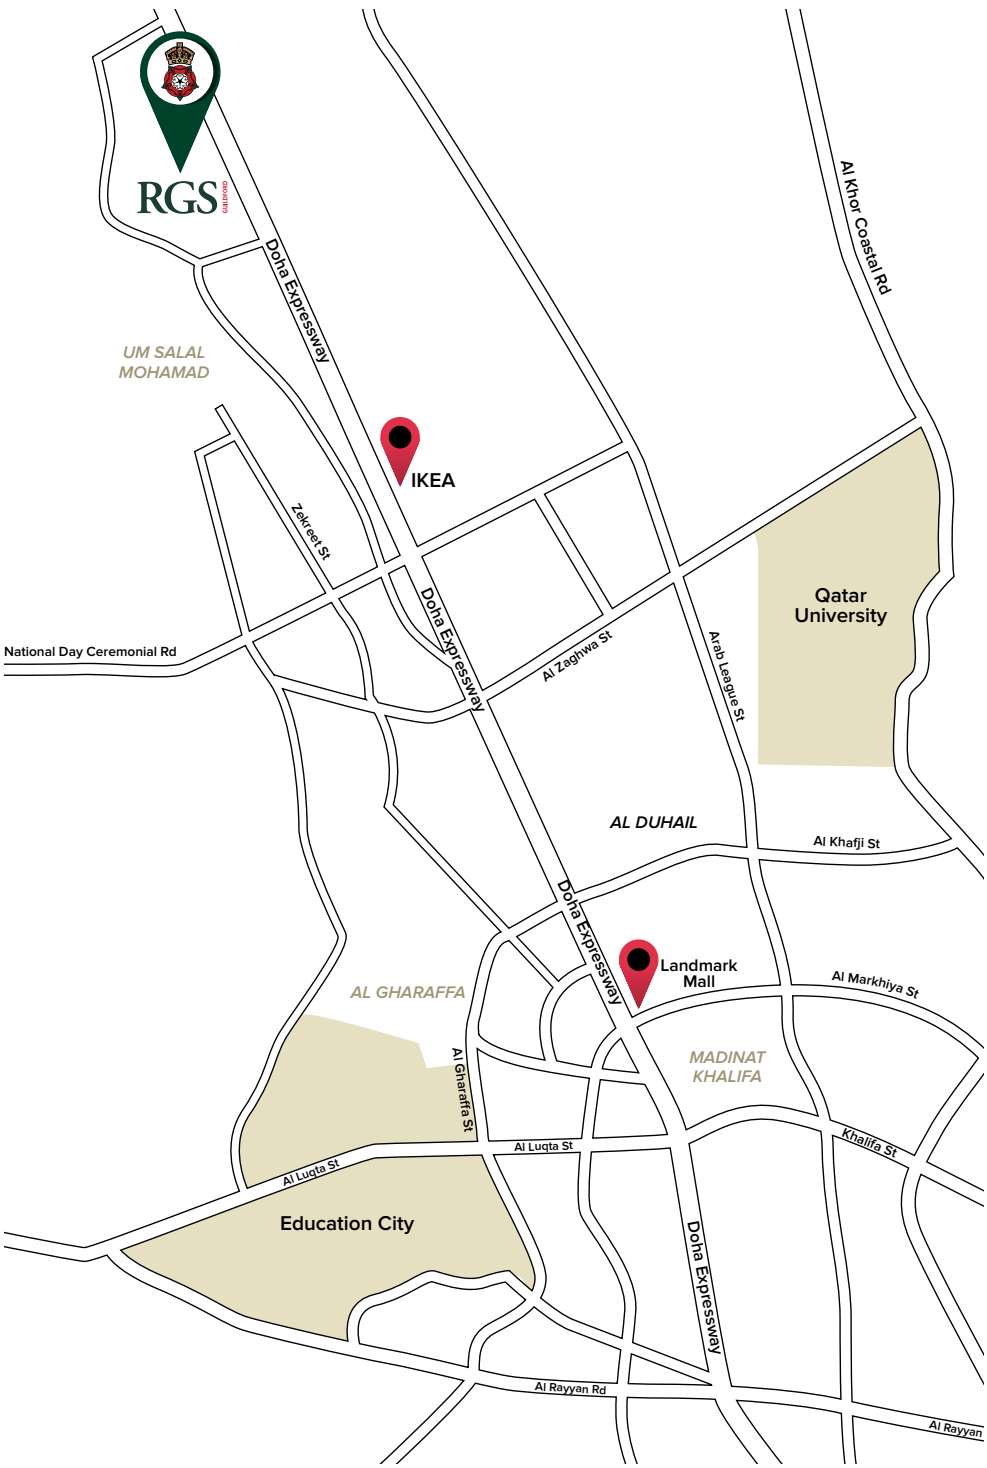 RGS
GUILDFORD
Al Khor Coastal Rd
Doha Expressway
UM SALAL
MOHAMAD
IKEA
Zekreet St
Qatar
University
Doha Expressway
National Day Ceremonial Rd
Al Zaghwa St
Arab League St
AL DUHAIL
Al Khafji St
Doha Expressway
Landmark
Mall
Al Markhiya St
AL GHARAFFA
MADINAT
KHALIFA
Al Gharaffa St
Al Luqta St
Khalifa St
Al Luqta St
Education City
Doha Expressway
Al Rayyan Rd
Al Rayyan